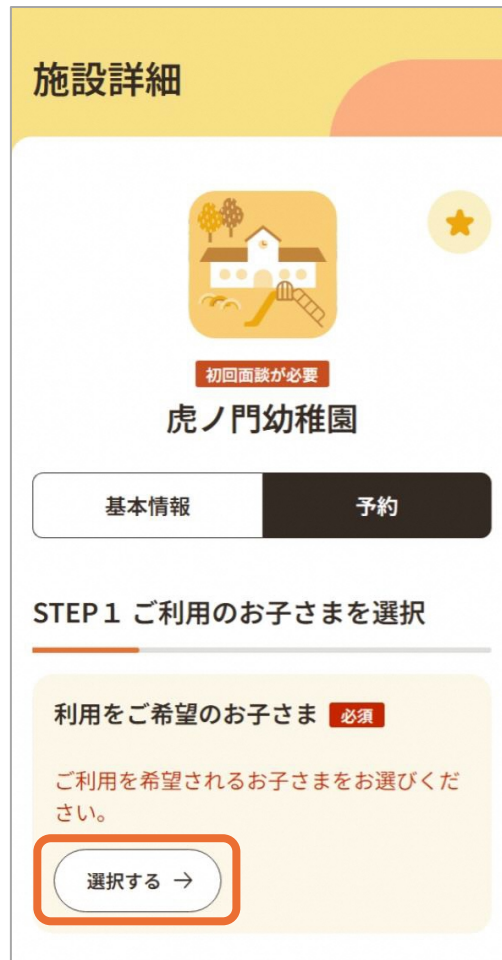 施設詳細
初回面談が必要
虎ノ門幼稚園
基本情報
予約
STEP１ ご利用のお子さまを選択
利用をご希望のお子さま 必須
ご利用を希望されるお子さまをお選びくだ
さい。
選択する →